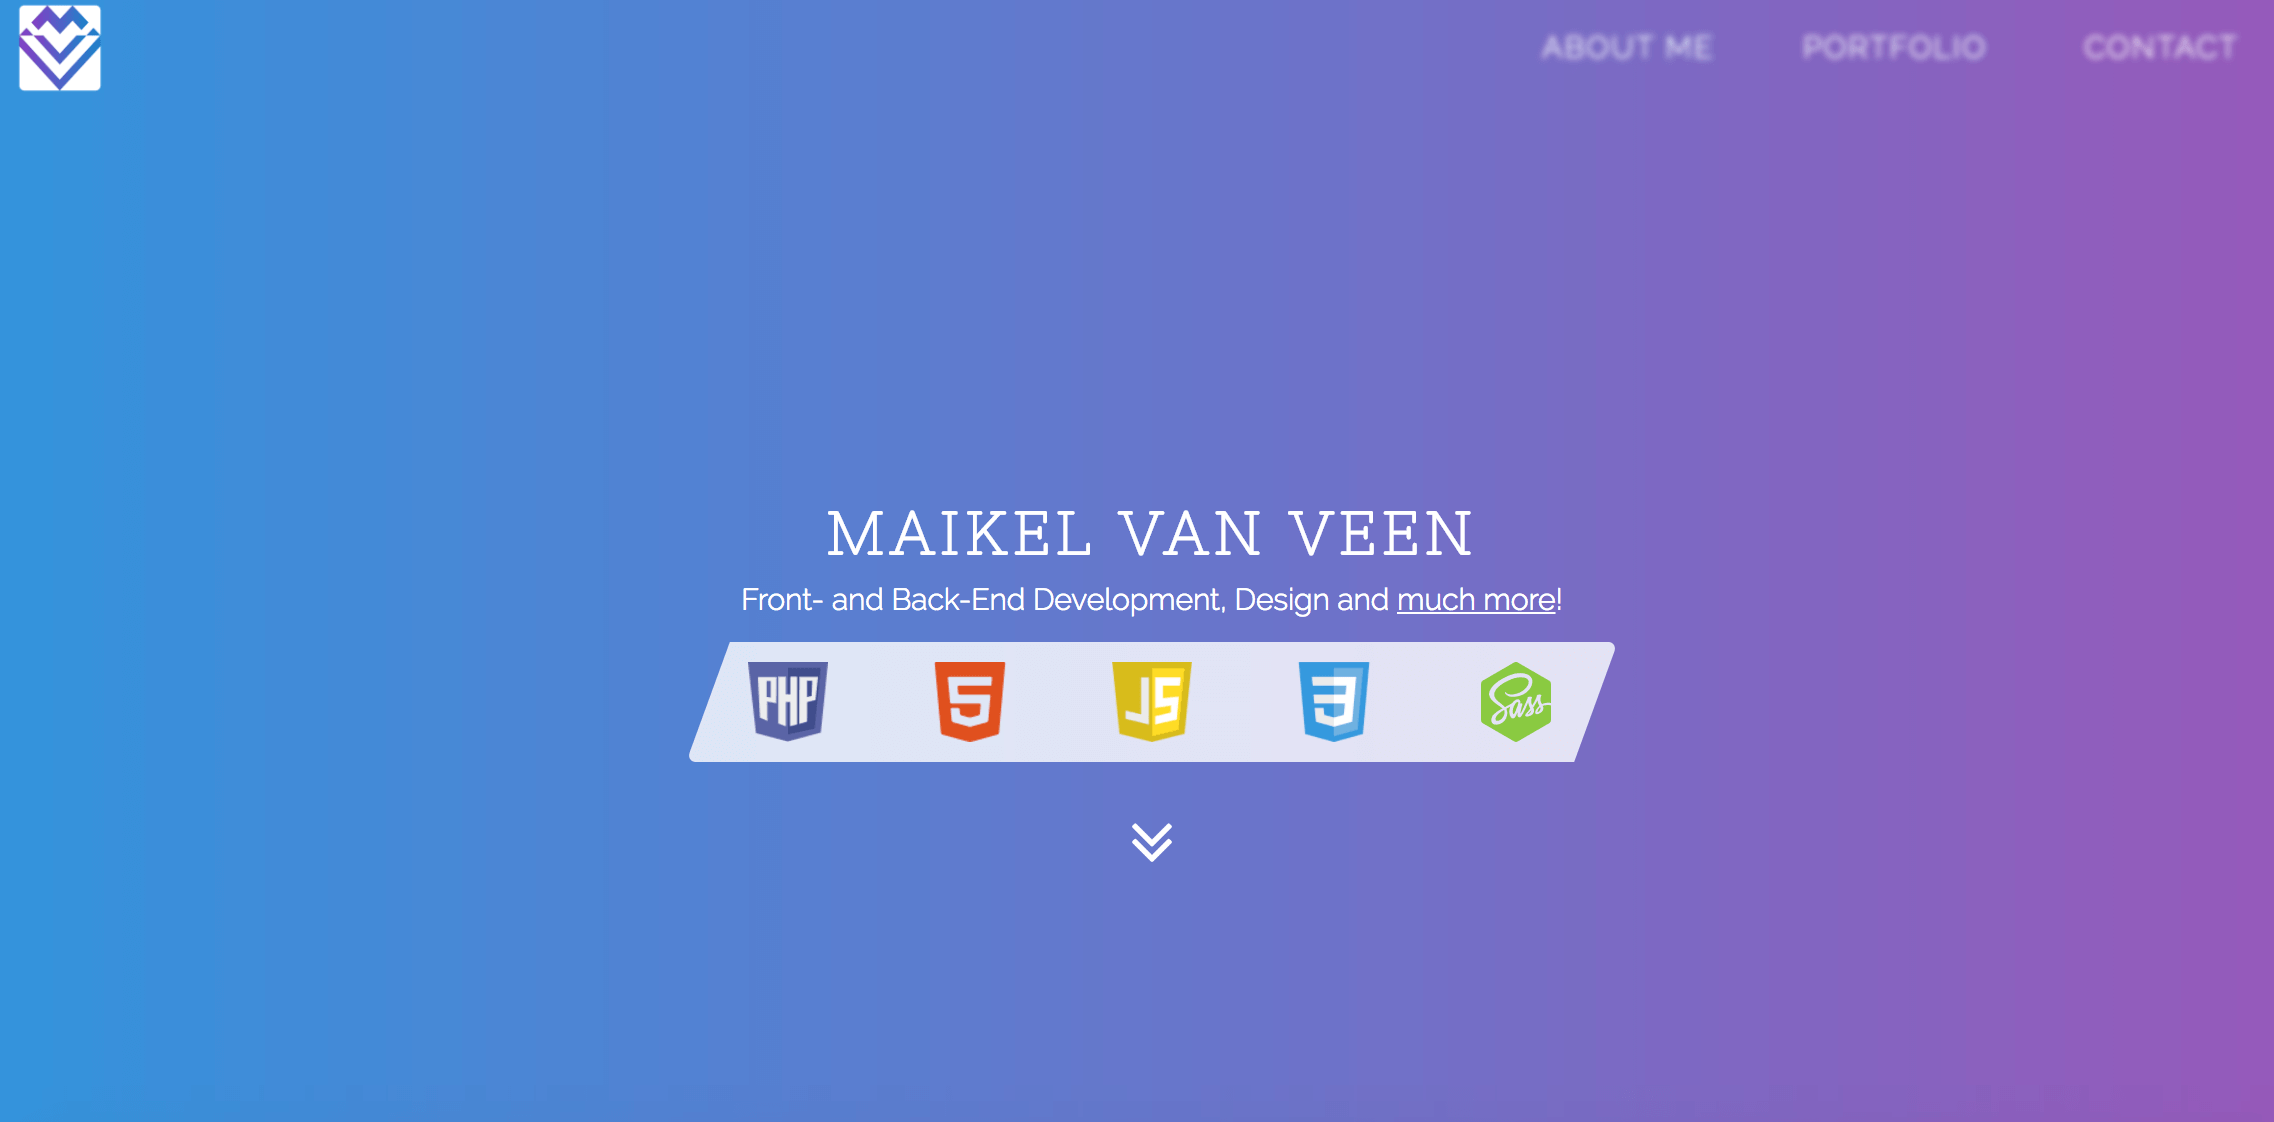 ABOUT ME PORTFOLIO CONTACT
MAIKEL VAN VEEN
Front- and Back-End Development, Design and much more!
PHP 5 JS 3 Sass